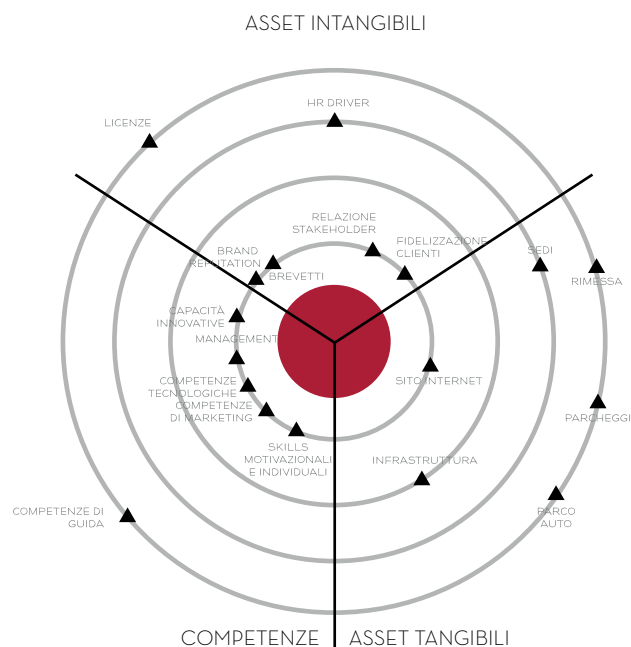 ASSET INTANGIBILI
HR DRIVER
LICENZE
RELAZIONE
STAKEHOLDER
FIDELIZZAZIONE
CLIENTI
BRAND
REPUTATION
BREVETTI
SEDI
RIMESSA
CAPACITÀ
INNOVATIVE
MANAGEMENT
COMPETENZE
TECNOLOGICHE
COMPETENZE
DI MARKETING
SITO INTERNET
PARCHEGGI
SKILLS
MOTIVAZIONALI
E INDIVIDUALI
INFRASTRUTTURA
COMPETENZE DI
GUIDA
PARCO
AUTO
COMPETENZE
ASSET TANGIBILI